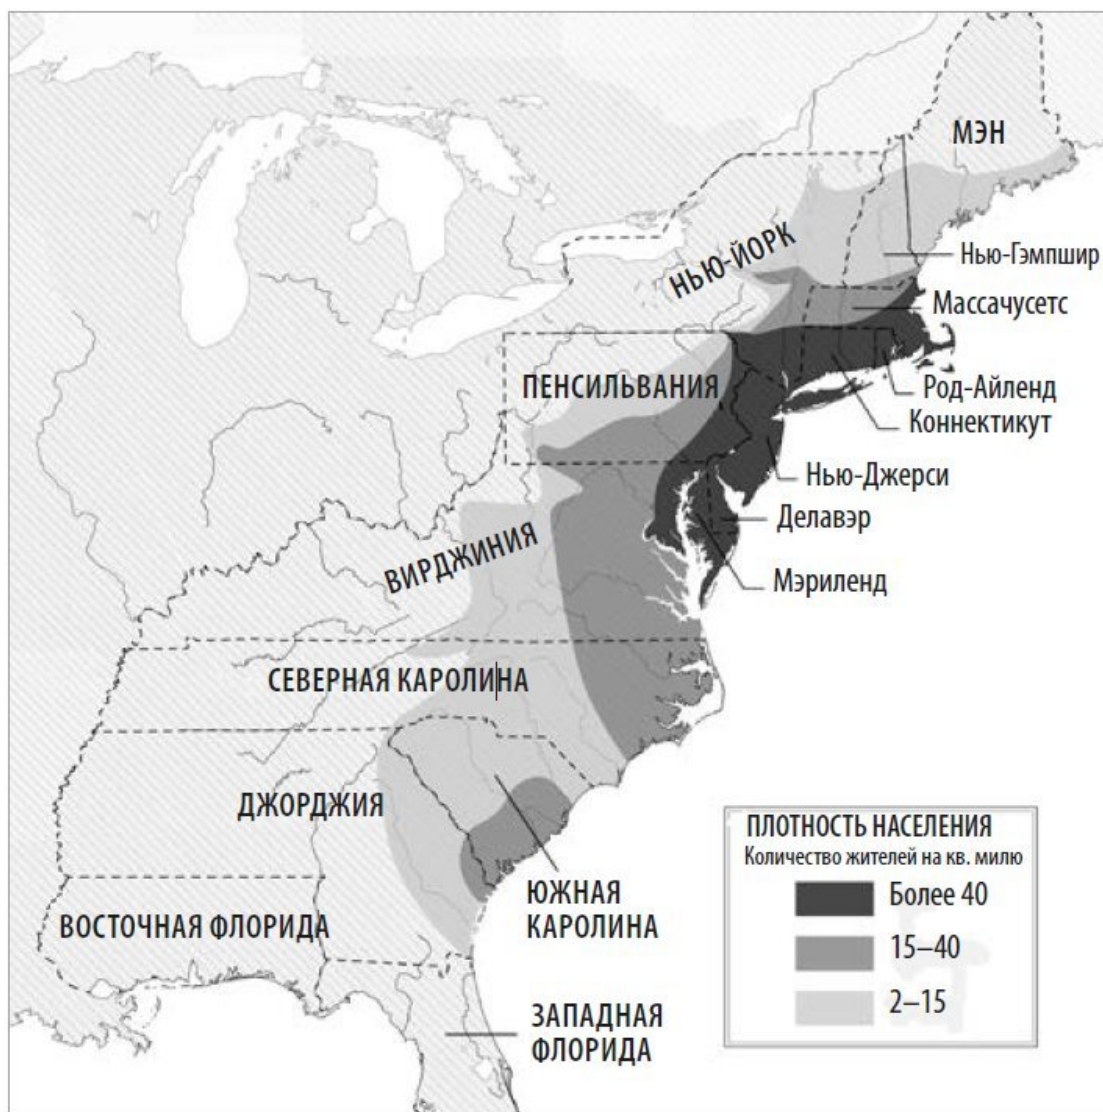 МЭН
НЬЮ-ЙОРК
Нью-Гэмпшир
Массачусетс
ПЕНСИЛЬВАНИЯ
Род-Айленд
Коннектикут
Нью-Джерси
Делавэр
ВИРДЖИНИЯ
Мэриленд
СЕВЕРНАЯ КАРОЛИНА
ДЖОРДЖИЯ
ЮЖНАЯ
КАРОЛИНА
ВОСТОЧНАЯ ФЛОРИДА
ЗАПАДНАЯ
ФЛОРИДА
ПЛОТНОСТЬ НАСЕЛЕНИЯ
Количество жителей на кв. милю
Более 40
15–40
2–15